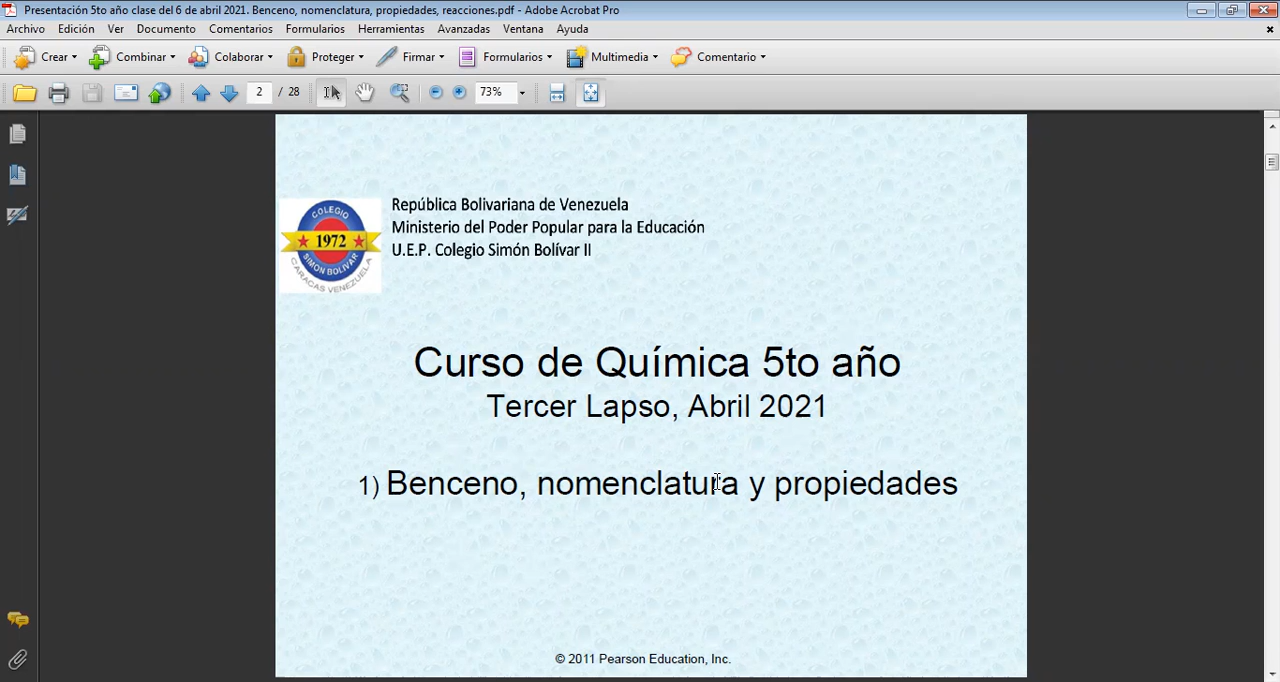 Presentación 5to año clase del 6 de abril 2021. Benceno, nomenclatura, propiedades, reacciones.pdf - Adobe Acrobat Pro
Archivo Edición Ver Documento Comentarios Formularios Herramientas Avanzadas Ventana Ayuda
Crear Combinar Colaborar Proteger Firmar Formularios Multimedia Comentario
2 / 28 73%
República Bolivariana de Venezuela
Ministerio del Poder Popular para la Educación
U.E.P. Colegio Simón Bolívar II
COLEGIO
1972
SIMÓN BOLÍVAR
CARACAS VENEZUELA
Curso de Química 5to año
Tercer Lapso, Abril 2021
1) Benceno, nomenclatura y propiedades
© 2011 Pearson Education, Inc.